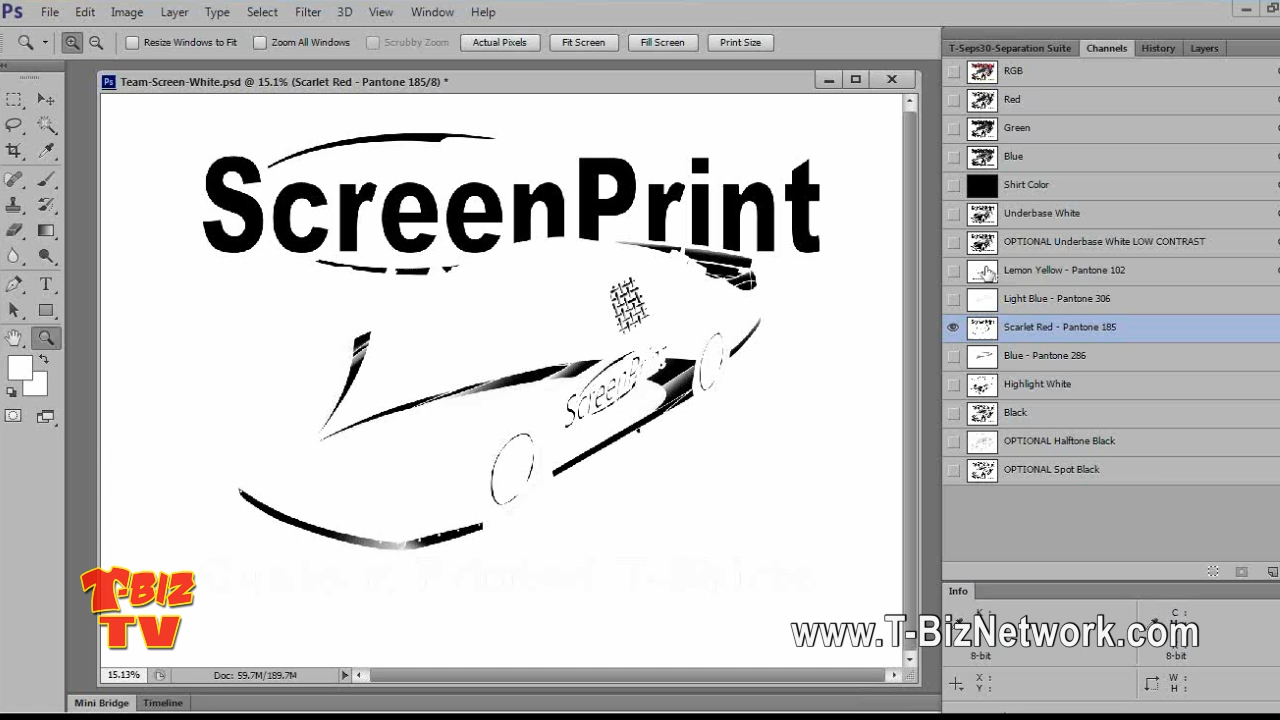 Ps File Edit Image Layer Type Select Filter 3D View Window Help
Resize Windows to Fit Zoom All Windows Scrubby Zoom Actual Pixels Fit Screen Fill Screen Print Size
T-Seps30-Separation Suite Channels History Layers
Ps Team-Screen-White.psd @ 15.1% (Scarlet Red - Pantone 185/8) *
ScreenPrint
ScreenPrint
RGB
Red
Green
Blue
Shirt Color
Underbase White
OPTIONAL Underbase White LOW CONTRAST
Lemon Yellow - Pantone 102
Light Blue - Pantone 306
Scarlet Red - Pantone 185
Blue - Pantone 286
Highlight White
Black
OPTIONAL Halftone Black
OPTIONAL Spot Black
Custom Printed T-Shirts
T-BIZ
TV
Info
K :
C :
www.T-BizNetwork.com
8-bit
8-bit
X :
Y :
W :
H :
15.13% Doc: 59.7M/189.7M
Mini Bridge Timeline